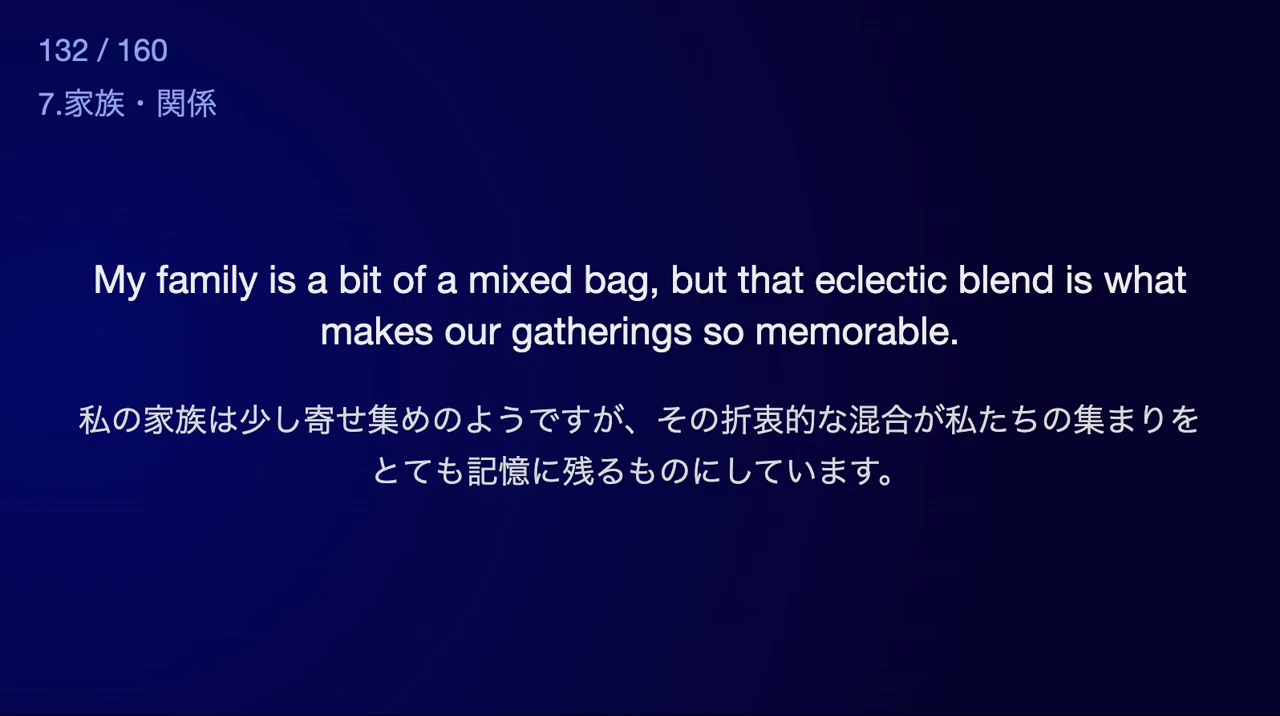 132 / 160
7.家族・関係
My family is a bit of a mixed bag, but that eclectic blend is what
makes our gatherings so memorable.
私の家族は少し寄せ集めのようですが、その折衷的な混合が私たちの集まりを
とても記憶に残るものにしています。